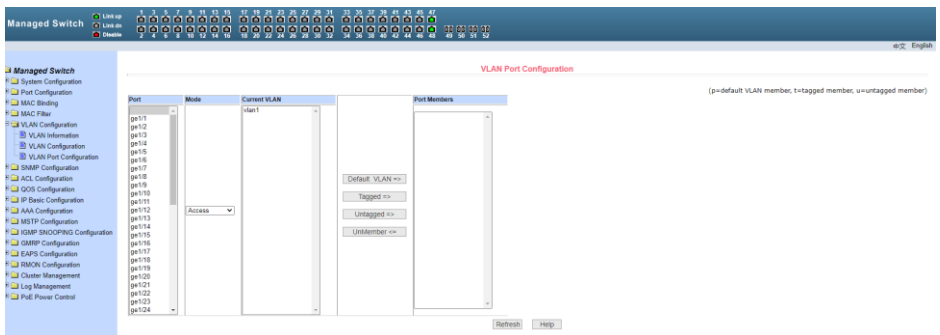 Managed Switch
Link up
Link dn
Disable
1 3 5 7 9 11 13 15 17 19 21 23 25 27 29 31 33 35 37 39 41 43 45 47
2 4 6 8 10 12 14 16 18 20 22 24 26 28 30 32 34 36 38 40 42 44 46 48 49 50 51 52
中文 English
Managed Switch
System Configuration
Port Configuration
MAC Binding
MAC Filter
VLAN Configuration
VLAN Information
VLAN Configuration
VLAN Port Configuration
SNMP Configuration
ACL Configuration
QOS Configuration
IP Basic Configuration
AAA Configuration
MSTP Configuration
IGMP SNOOPING Configuration
GMRP Configuration
EAPS Configuration
RMON Configuration
Cluster Management
Log Management
PoE Power Control
VLAN Port Configuration
(p=default VLAN member, t=tagged member, u=untagged member)
Port Mode Current VLAN Port Members
ge1/1
ge1/2
ge1/3
ge1/4
ge1/5
ge1/6
ge1/7
ge1/8
ge1/9
ge1/10
ge1/11
ge1/12
ge1/13
ge1/14
ge1/15
ge1/16
ge1/17
ge1/18
ge1/19
ge1/20
ge1/21
ge1/22
ge1/23
ge1/24
Access
vlan1
Default VLAN =>
Tagged =>
Untagged =>
UnMember <=
Refresh Help